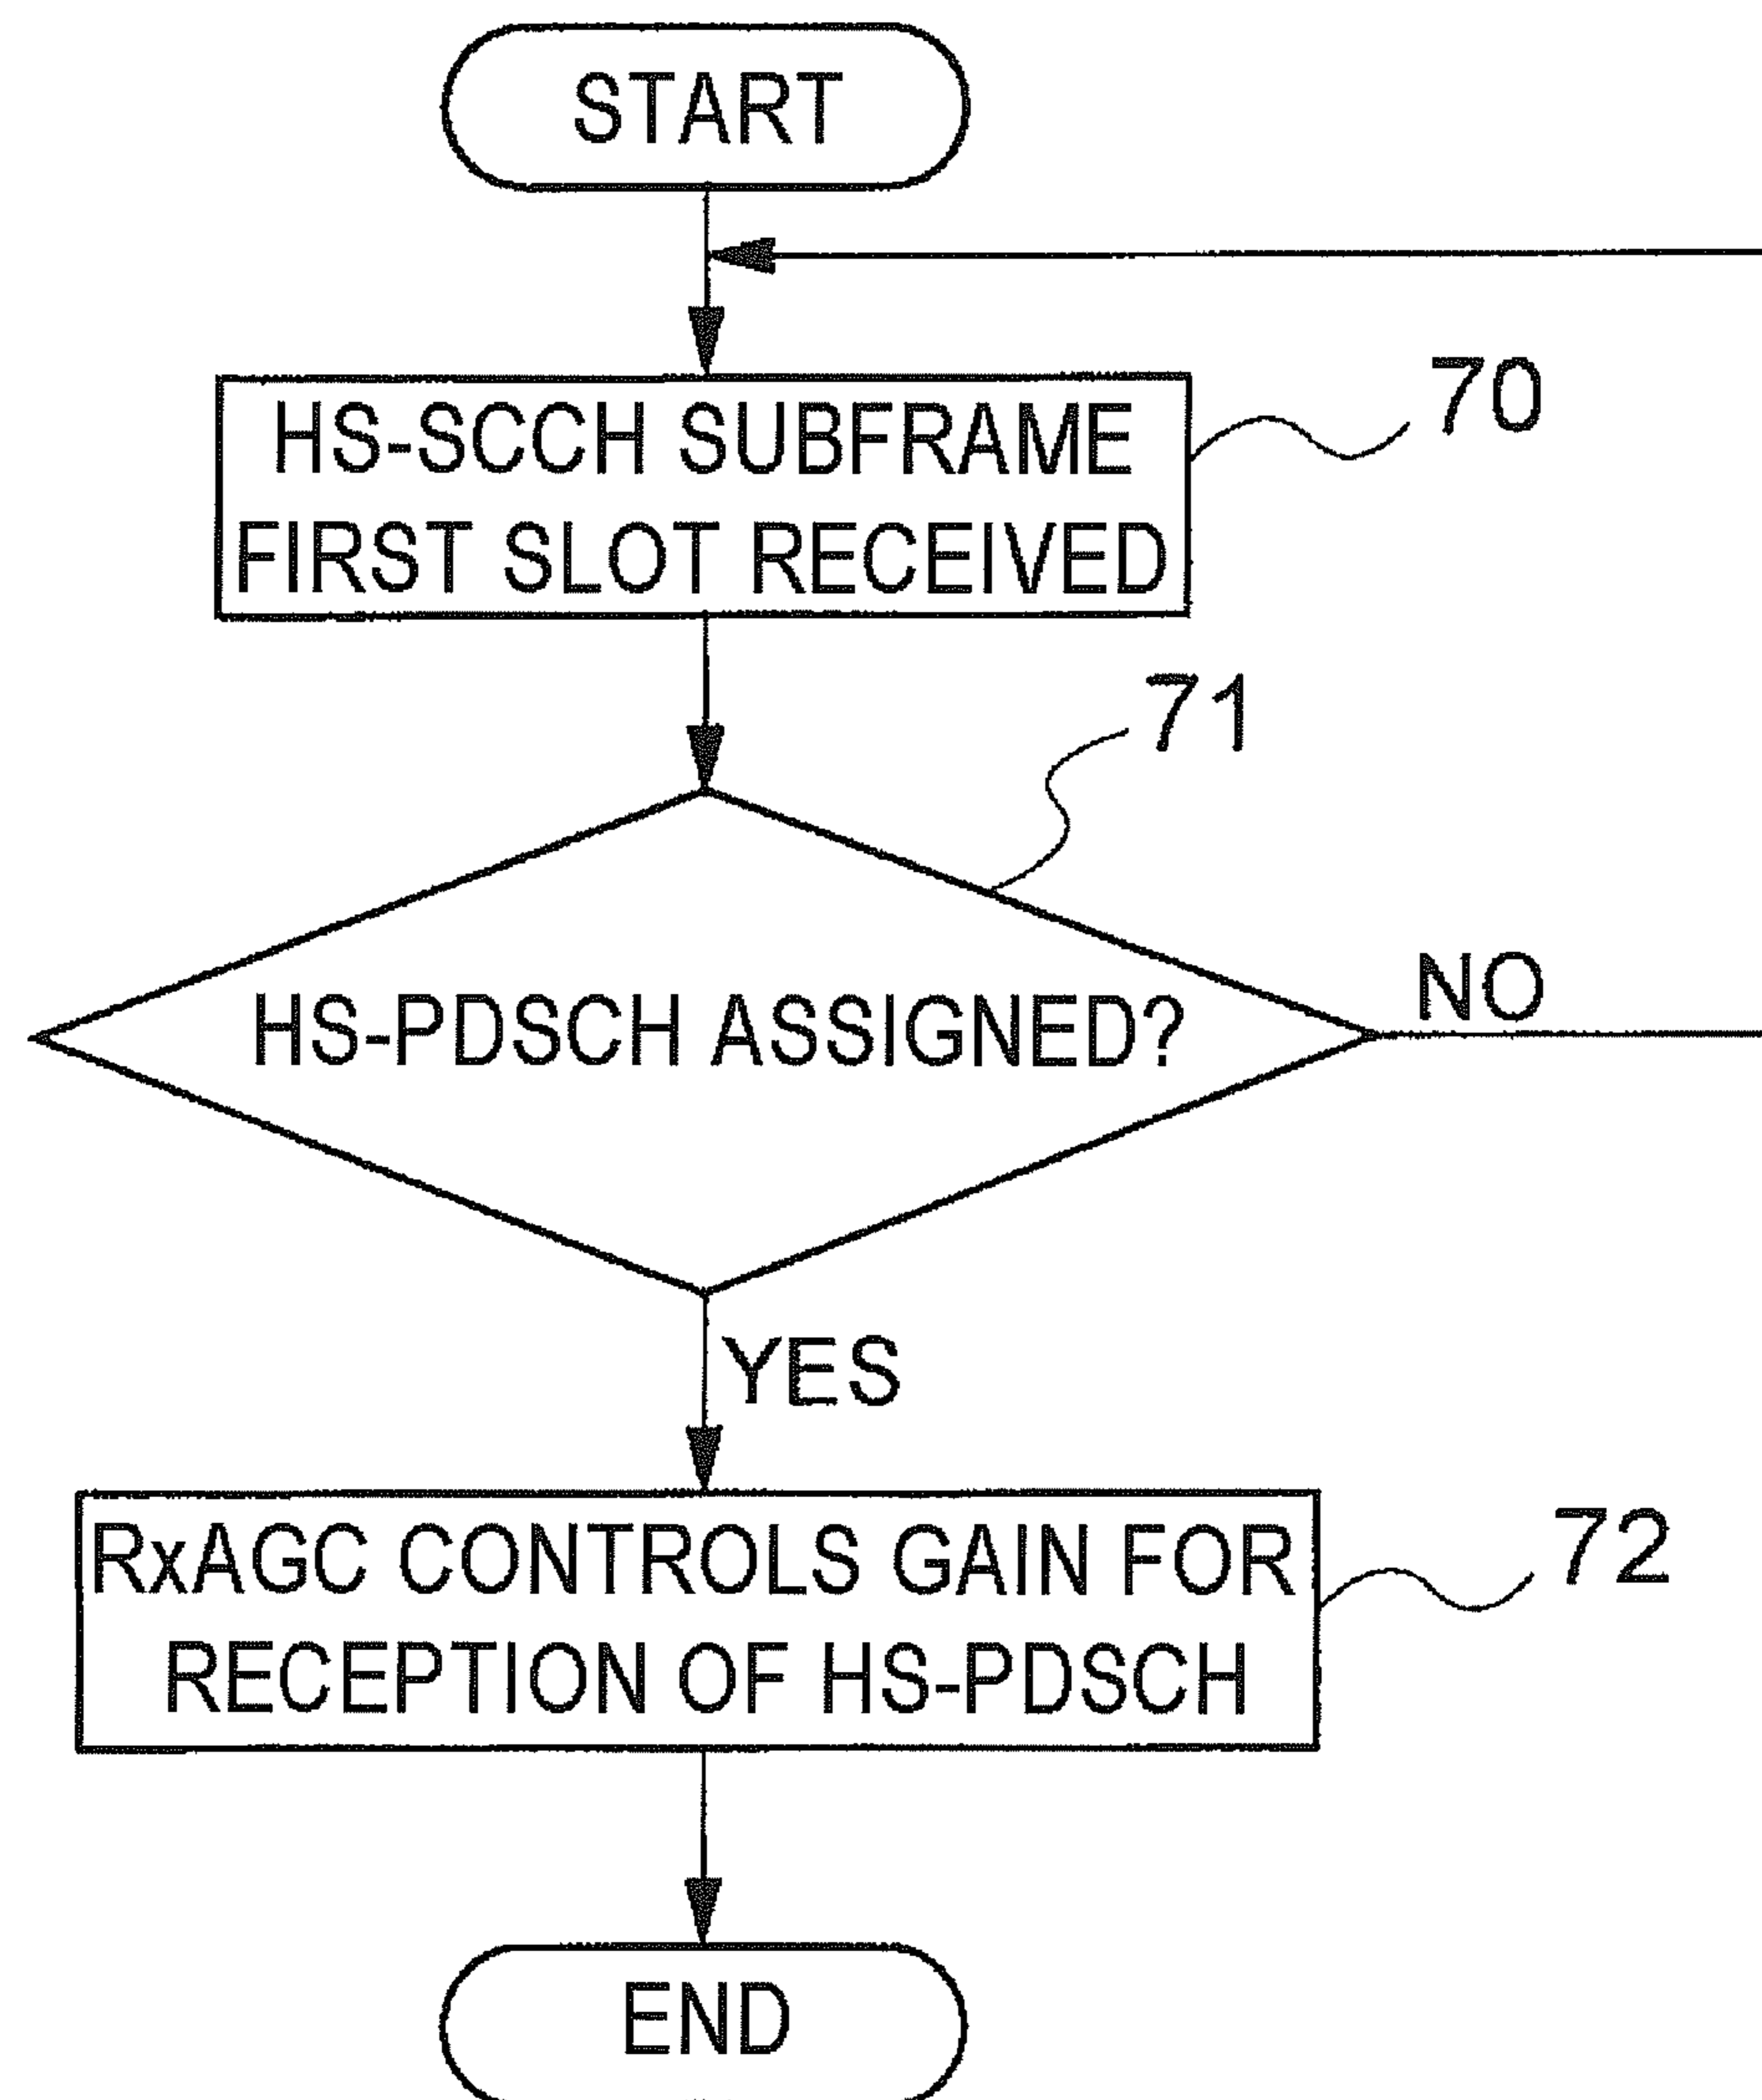 START
HS-SCCH SUBFRAME
FIRST SLOT RECEIVED
70
71
HS-PDSCH ASSIGNED?
NO
YES
RxAGC CONTROLS GAIN FOR
RECEPTION OF HS-PDSCH
72
END